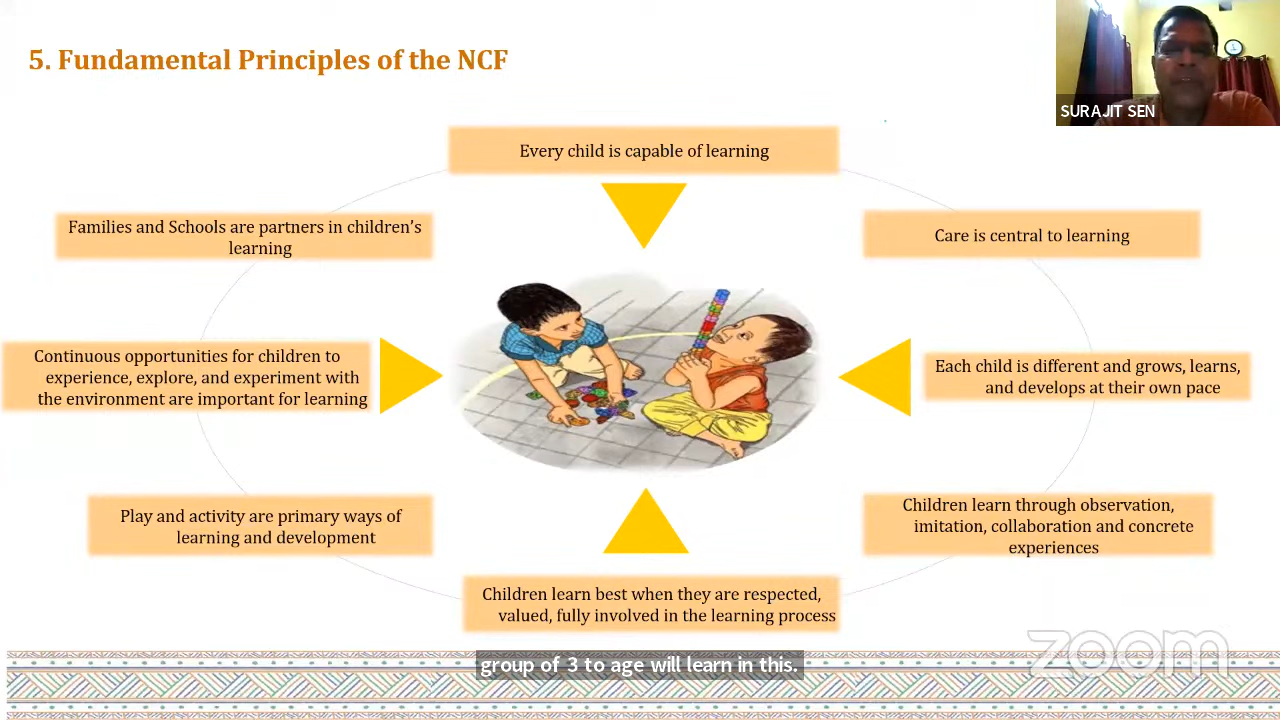 5. Fundamental Principles of the NCF
SURAJIT SEN
Every child is capable of learning
Families and Schools are partners in children's
learning
Care is central to learning
Continuous opportunities for children to
experience, explore, and experiment with
the environment are important for learning
Each child is different and grows, learns,
and develops at their own pace
Play and activity are primary ways of
learning and development
Children learn through observation,
imitation, collaboration and concrete
experiences
Children learn best when they are respected,
valued, fully involved in the learning process
group of 3 to age will learn in this.
zoom